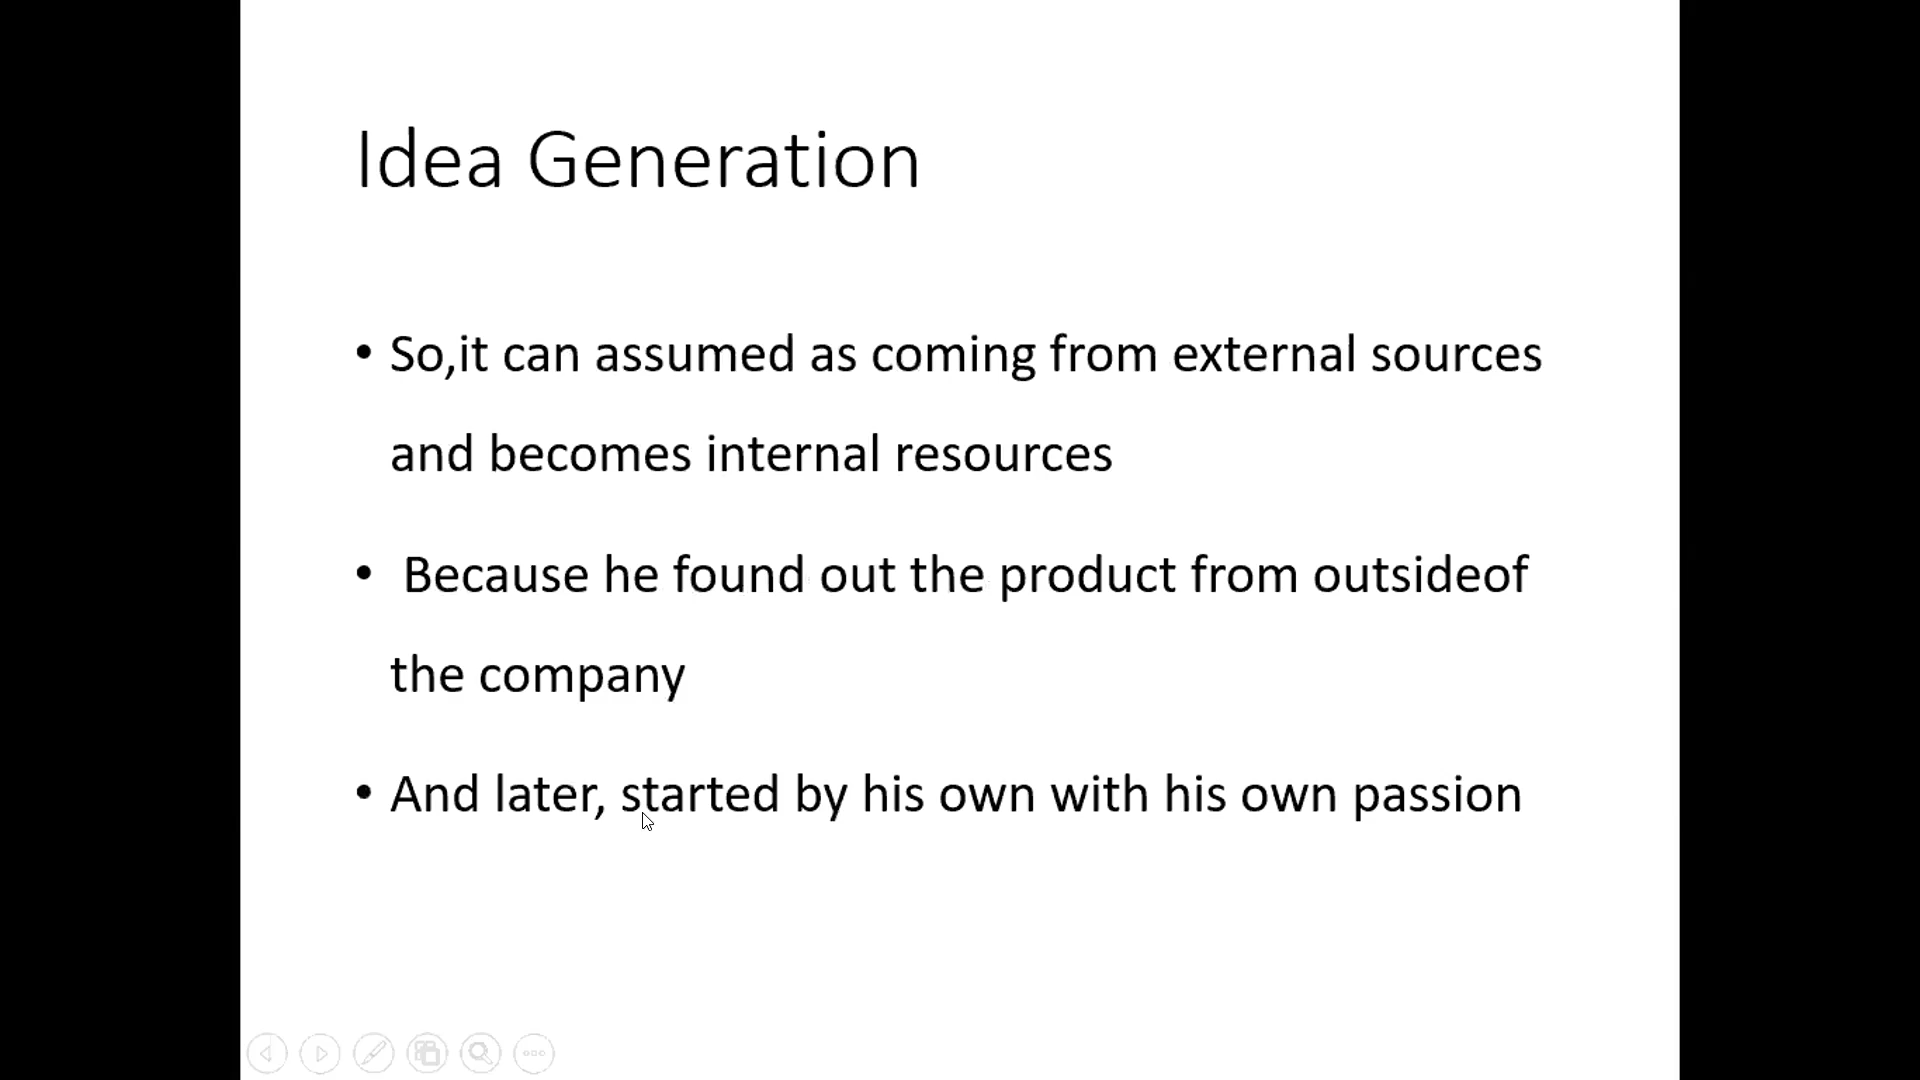 Idea Generation
• So,it can assumed as coming from external sources
and becomes internal resources
• Because he found out the product from outsideof
the company
• And later, started by his own with his own passion